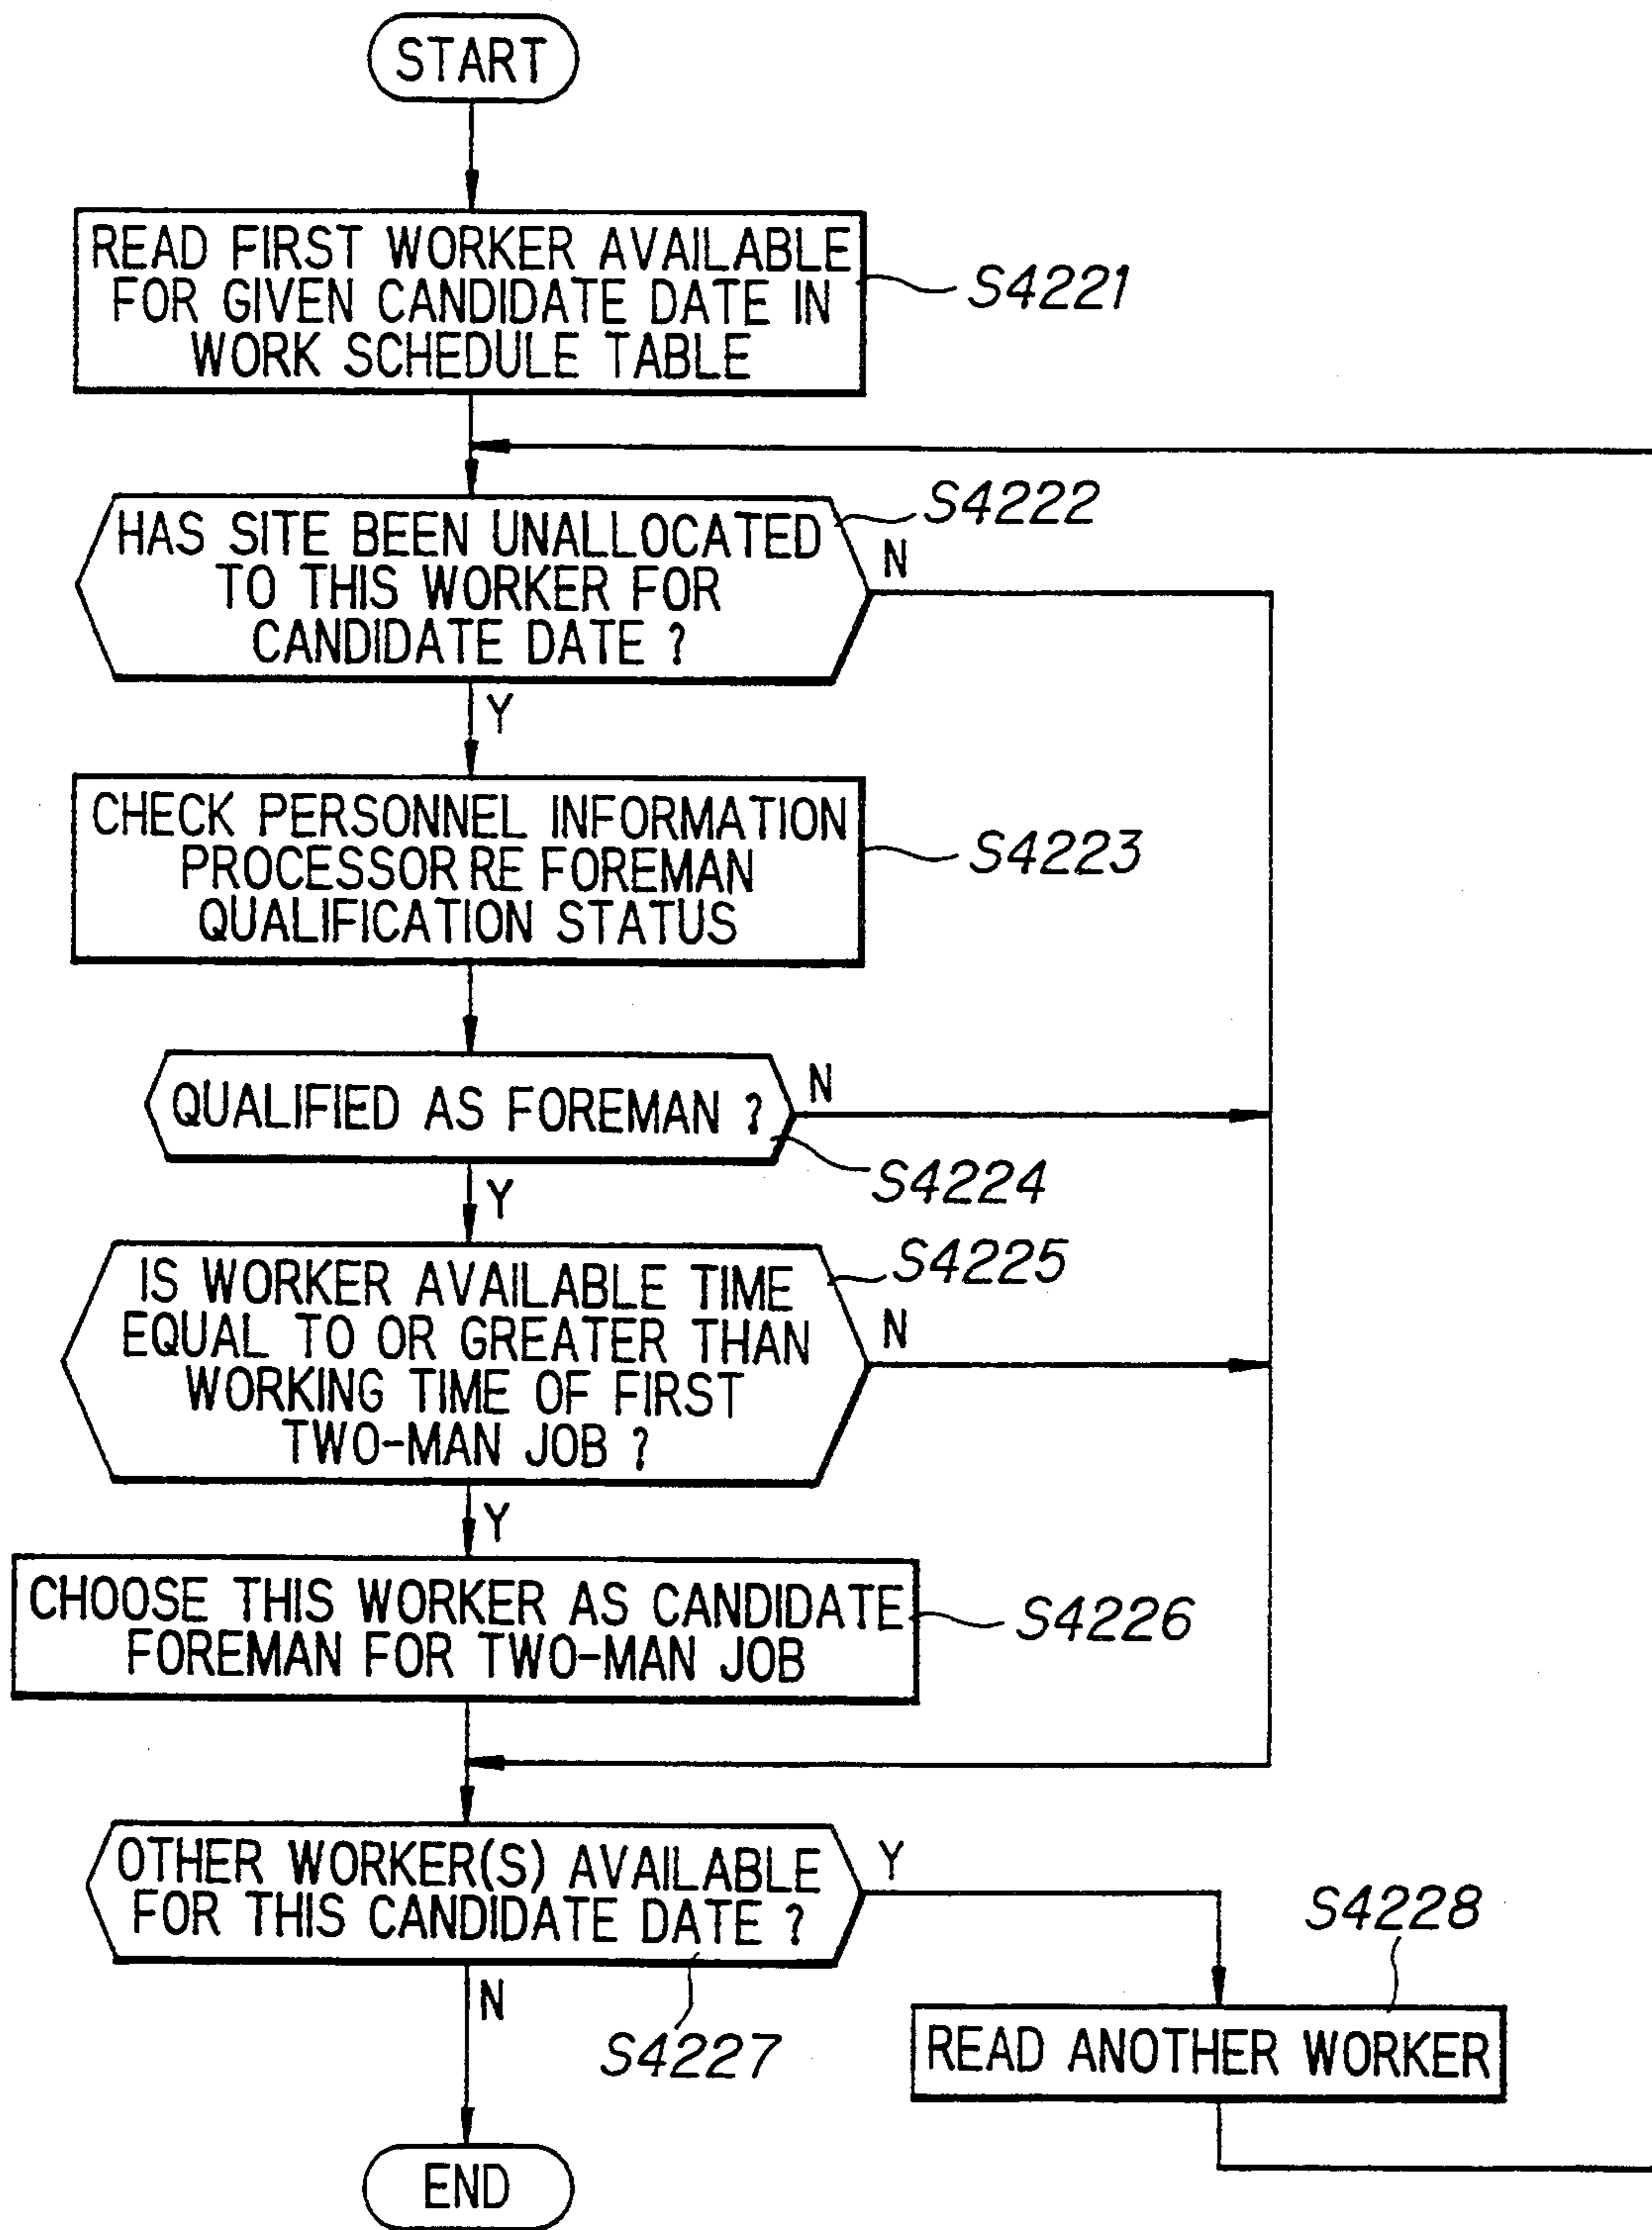 START
READ FIRST WORKER AVAILABLE
FOR GIVEN CANDIDATE DATE IN
WORK SCHEDULE TABLE
S4221
HAS SITE BEEN UNALLOCATED
TO THIS WORKER FOR
CANDIDATE DATE ?
S4222
N
Y
CHECK PERSONNEL INFORMATION
PROCESSOR RE FOREMAN
QUALIFICATION STATUS
S4223
QUALIFIED AS FOREMAN ?
N
S4224
Y
IS WORKER AVAILABLE TIME
EQUAL TO OR GREATER THAN
WORKING TIME OF FIRST
TWO-MAN JOB ?
S4225
N
Y
CHOOSE THIS WORKER AS CANDIDATE
FOREMAN FOR TWO-MAN JOB
S4226
OTHER WORKER(S) AVAILABLE
FOR THIS CANDIDATE DATE ?
Y
S4228
N
S4227
READ ANOTHER WORKER
END